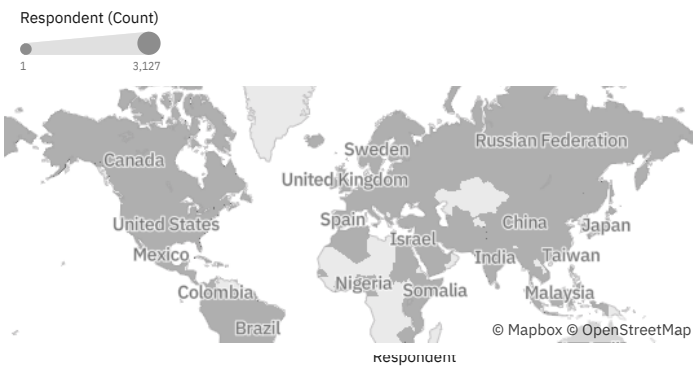 Respondent (Count)
1 3,127
Canada
Sweden
Russian Federation
United Kingdom
United States
Spain
China
Japan
Israel
Mexico
India
Taiwan
Nigeria
Somalia
Colombia
Malaysia
Brazil
© Mapbox © OpenStreetMap
Respondent